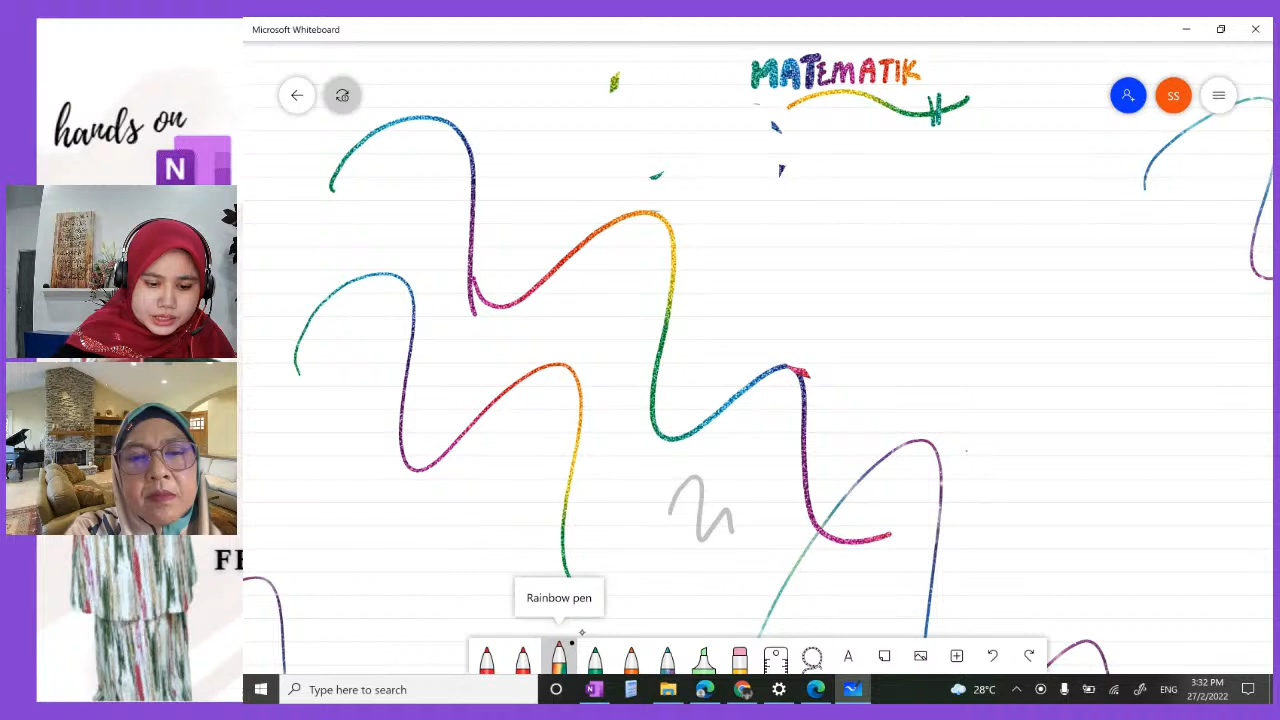 Microsoft Whiteboard
MATEMATIK
SS
hands on
N
Rainbow pen
A
Type here to search
28°C
ENG
3:32 PM
27/2/2022